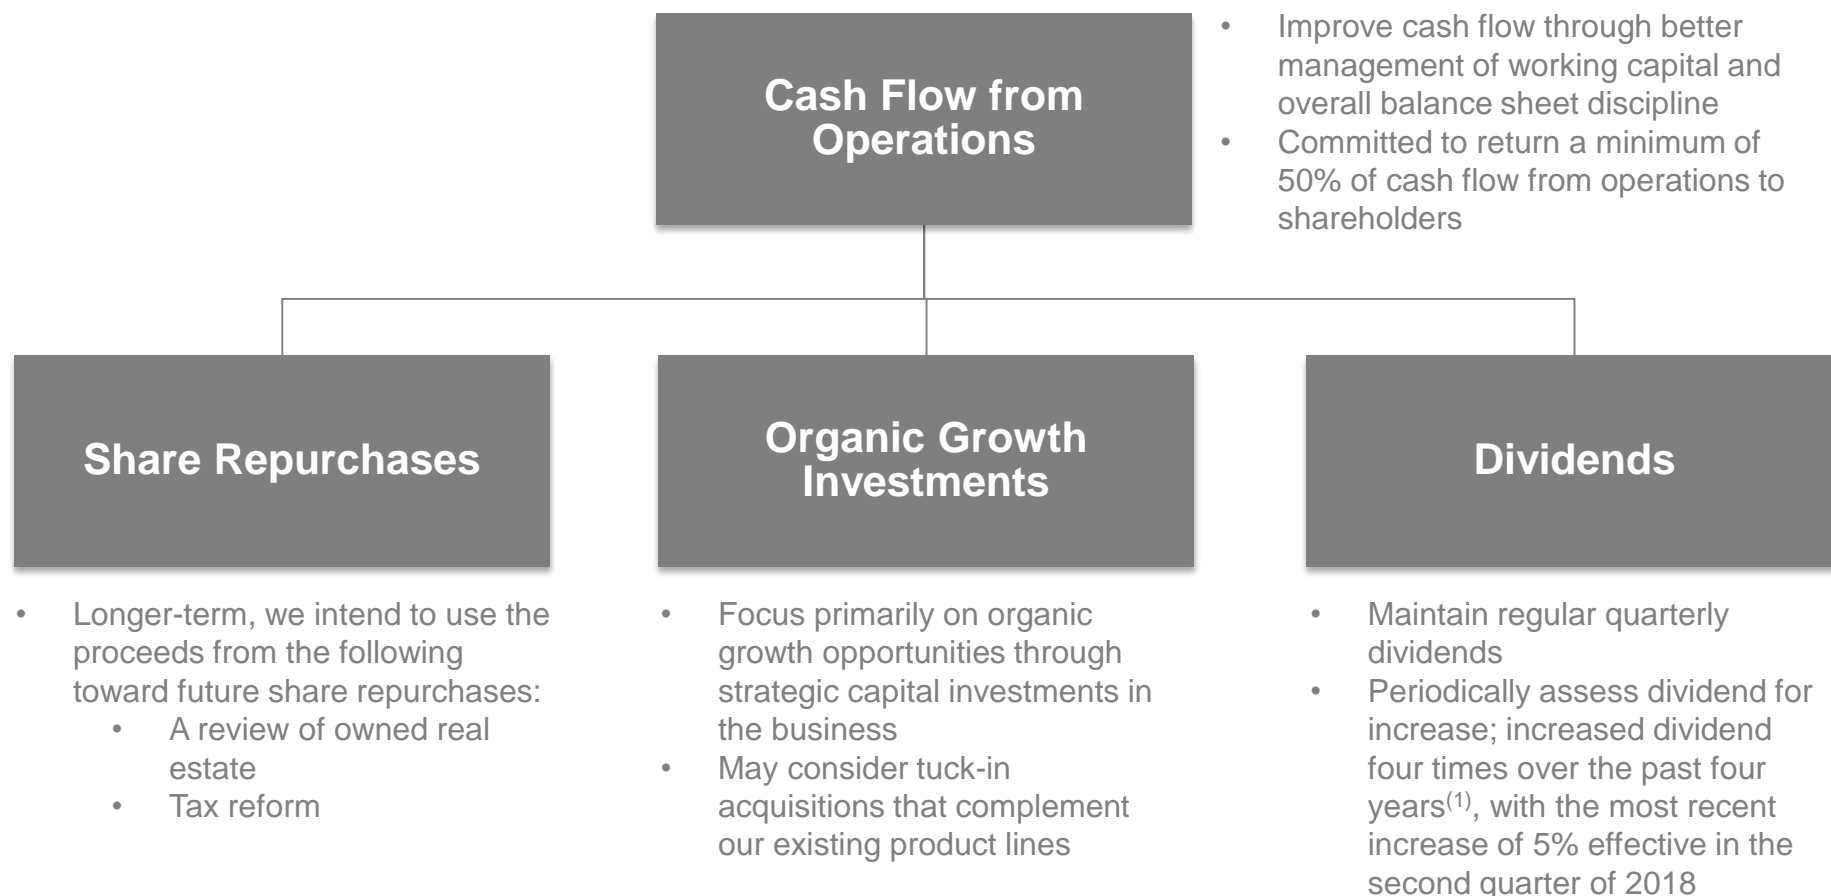 Cash Flow from
Operations
• Improve cash flow through better
management of working capital and
overall balance sheet discipline
• Committed to return a minimum of
50% of cash flow from operations to
shareholders
Share Repurchases
• Longer-term, we intend to use the
proceeds from the following
toward future share repurchases:
• A review of owned real
estate
• Tax reform
Organic Growth
Investments
• Focus primarily on organic
growth opportunities through
strategic capital investments in
the business
• May consider tuck-in
acquisitions that complement
our existing product lines
Dividends
• Maintain regular quarterly
dividends
• Periodically assess dividend for
increase; increased dividend
four times over the past four
years(1), with the most recent
increase of 5% effective in the
second quarter of 2018